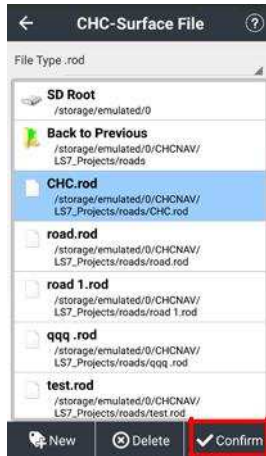 CHC-Surface File
File Type .rod
SD Root
/storage/emulated/0
Back to Previous
/storage/emulated/0/CHCNAV/
LS7_Projects/roads
CHC.rod
/storage/emulated/0/CHCNAV/
LS7_Projects/roads/CHC.rod
road.rod
/storage/emulated/0/CHCNAV/
LS7_Projects/roads/road.rod
road 1.rod
/storage/emulated/0/CHCNAV/
LS7_Projects/roads/road 1.rod
qqq .rod
/storage/emulated/0/CHCNAV/
LS7_Projects/roads/qqq .rod
test.rod
/storage/emulated/0/CHCNAV/
LS7_Projects/roads/test.rod
New Delete Confirm